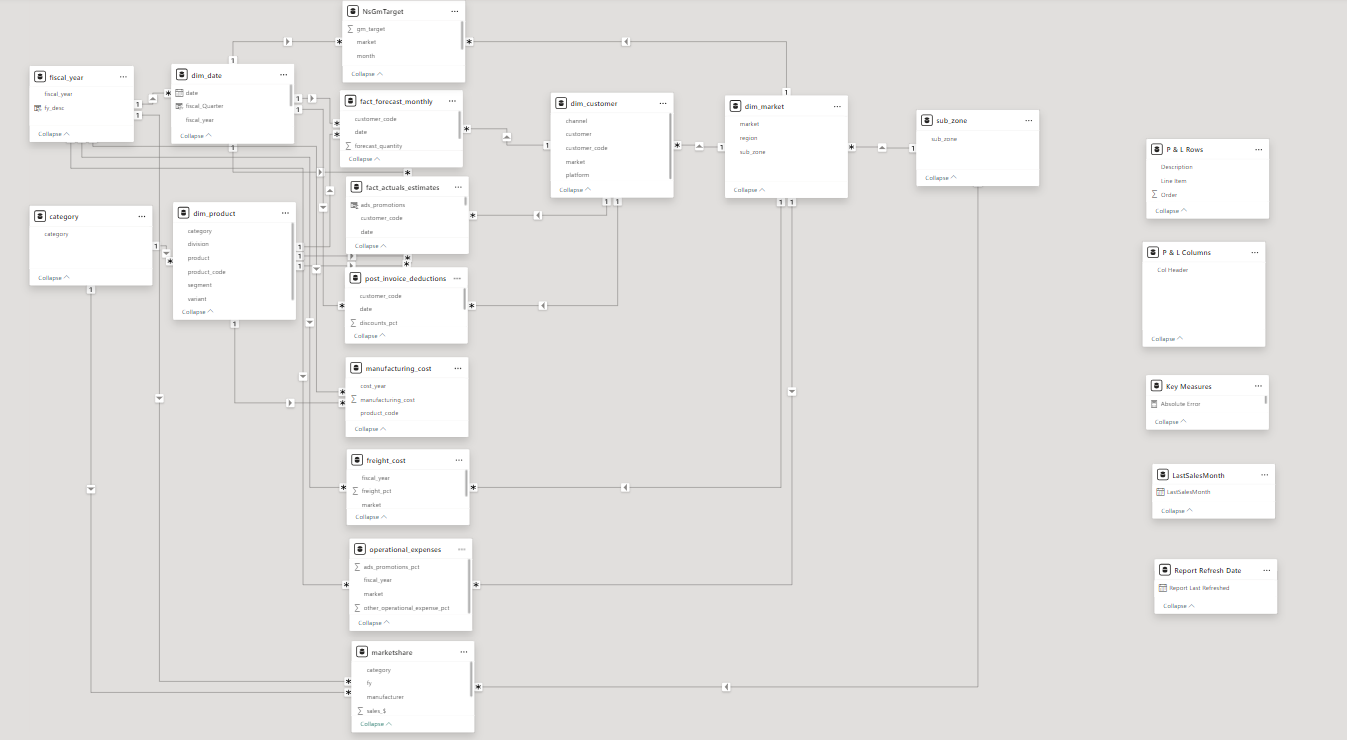 NsGmTarget
gm_target
market
month
Collapse
fiscal_year
fiscal_year
fy_desc
Collapse
dim_date
date
fiscal_Quarter
fiscal_year
Collapse
fact_forecast_monthly
customer_code
date
forecast_quantity
Collapse
dim_customer
channel
customer
customer_code
market
platform
Collapse
dim_market
market
region
sub_zone
Collapse
sub_zone
sub_zone
Collapse
P & L Rows
Description
Line Item
Order
Collapse
category
category
Collapse
dim_product
category
division
product
product_code
segment
variant
Collapse
fact_actuals_estimates
ads_promotions
customer_code
date
Collapse
P & L Columns
Col Header
Collapse
post_invoice_deductions
customer_code
date
discounts_pct
Collapse
manufacturing_cost
cost_year
manufacturing_cost
product_code
Collapse
Key Measures
Absolute Error
Collapse
freight_cost
fiscal_year
freight_pct
market
Collapse
LastSalesMonth
LastSalesMonth
Collapse
operational_expenses
ads_promotions_pct
fiscal_year
market
other_operational_expense_pct
Collapse
Report Refresh Date
Report Last Refreshed
Collapse
marketshare
category
fy
manufacturer
sales_$
Collapse